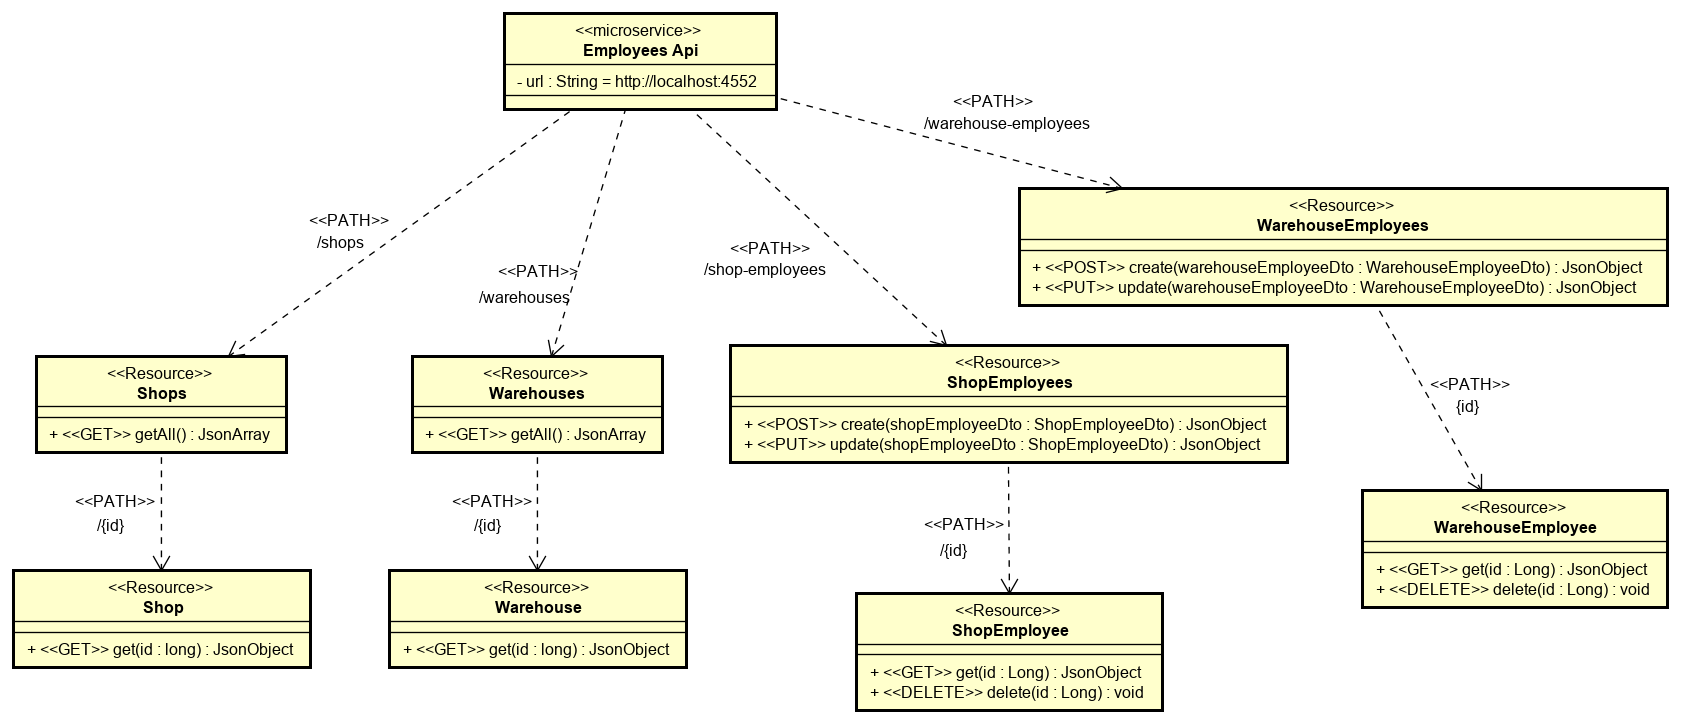 <<microservice>>
Employees Api
- url : String = http://localhost:4552
<<PATH>>
/warehouse-employees
<<PATH>>
/shops
<<PATH>>
/warehouses
<<PATH>>
/shop-employees
<<Resource>>
WarehouseEmployees
+ <<POST>> create(warehouseEmployeeDto : WarehouseEmployeeDto) : JsonObject
+ <<PUT>> update(warehouseEmployeeDto : WarehouseEmployeeDto) : JsonObject
<<Resource>>
Shops
+ <<GET>> getAll() : JsonArray
<<Resource>>
Warehouses
+ <<GET>> getAll() : JsonArray
<<Resource>>
ShopEmployees
+ <<POST>> create(shopEmployeeDto : ShopEmployeeDto) : JsonObject
+ <<PUT>> update(shopEmployeeDto : ShopEmployeeDto) : JsonObject
<<PATH>>
{id}
<<PATH>>
/{id}
<<PATH>>
/{id}
<<PATH>>
/{id}
<<Resource>>
WarehouseEmployee
+ <<GET>> get(id : Long) : JsonObject
+ <<DELETE>> delete(id : Long) : void
<<Resource>>
Shop
+ <<GET>> get(id : long) : JsonObject
<<Resource>>
Warehouse
+ <<GET>> get(id : long) : JsonObject
<<Resource>>
ShopEmployee
+ <<GET>> get(id : Long) : JsonObject
+ <<DELETE>> delete(id : Long) : void